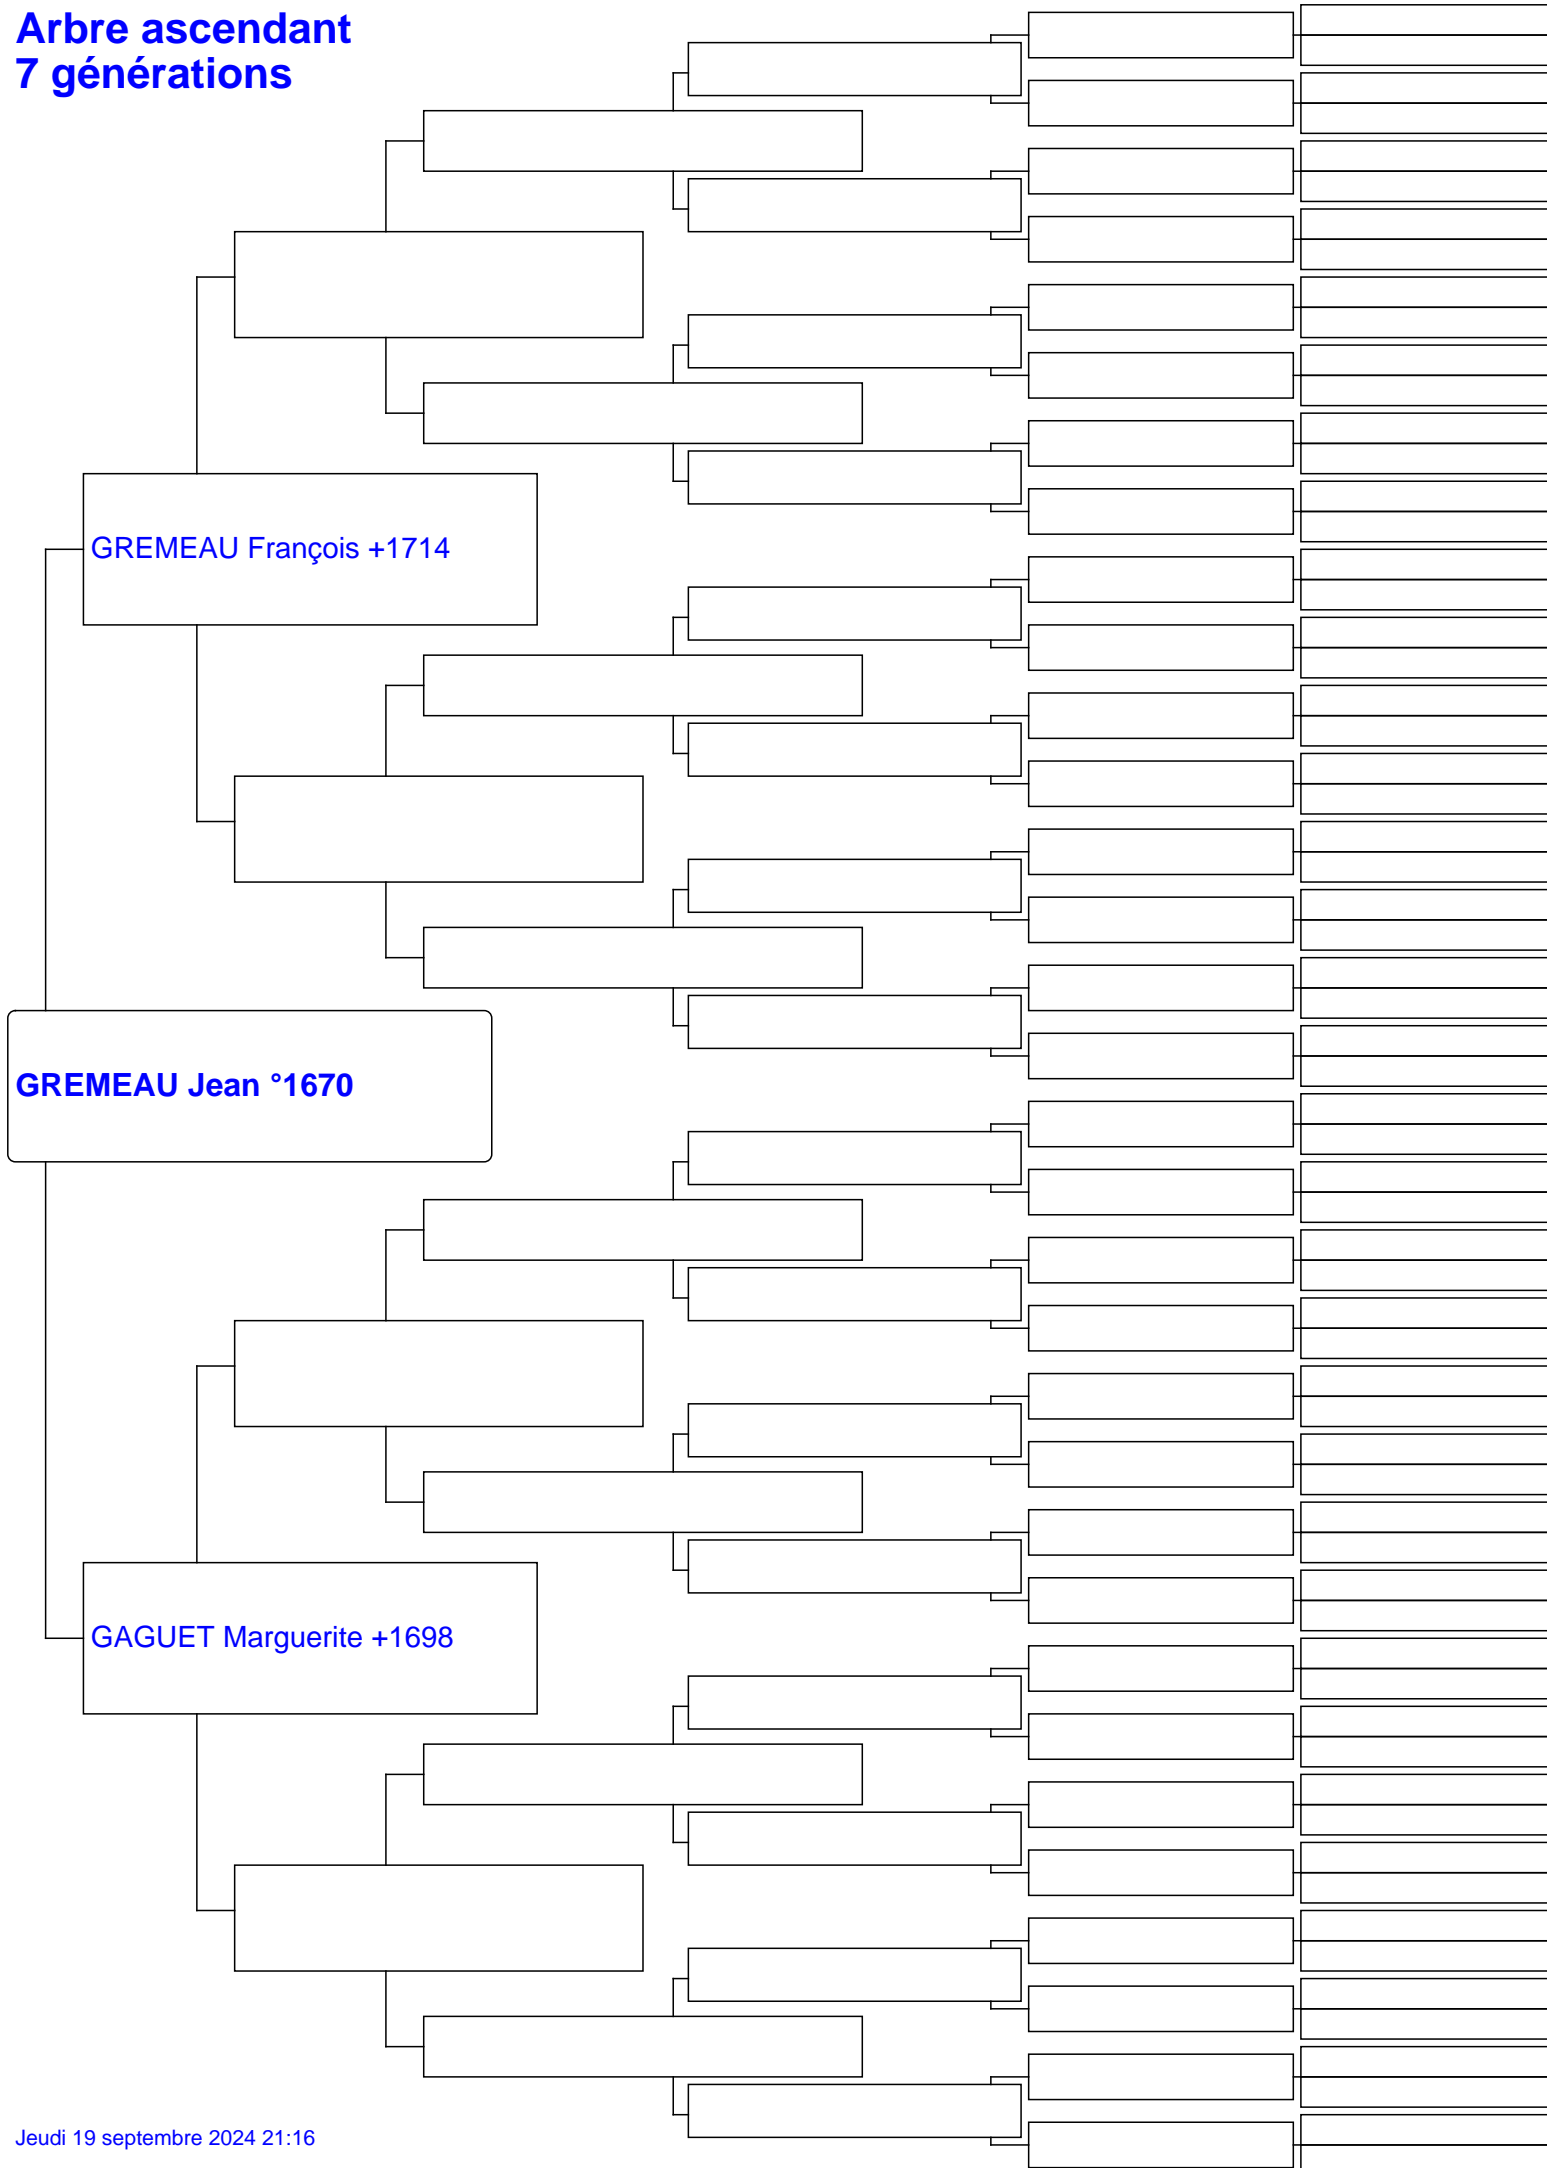 Arbre ascendant
7 générations
GREMEAU François +1714
GREMEAU Jean °1670
GAGUET Marguerite +1698
Jeudi 19 septembre 2024 21:16